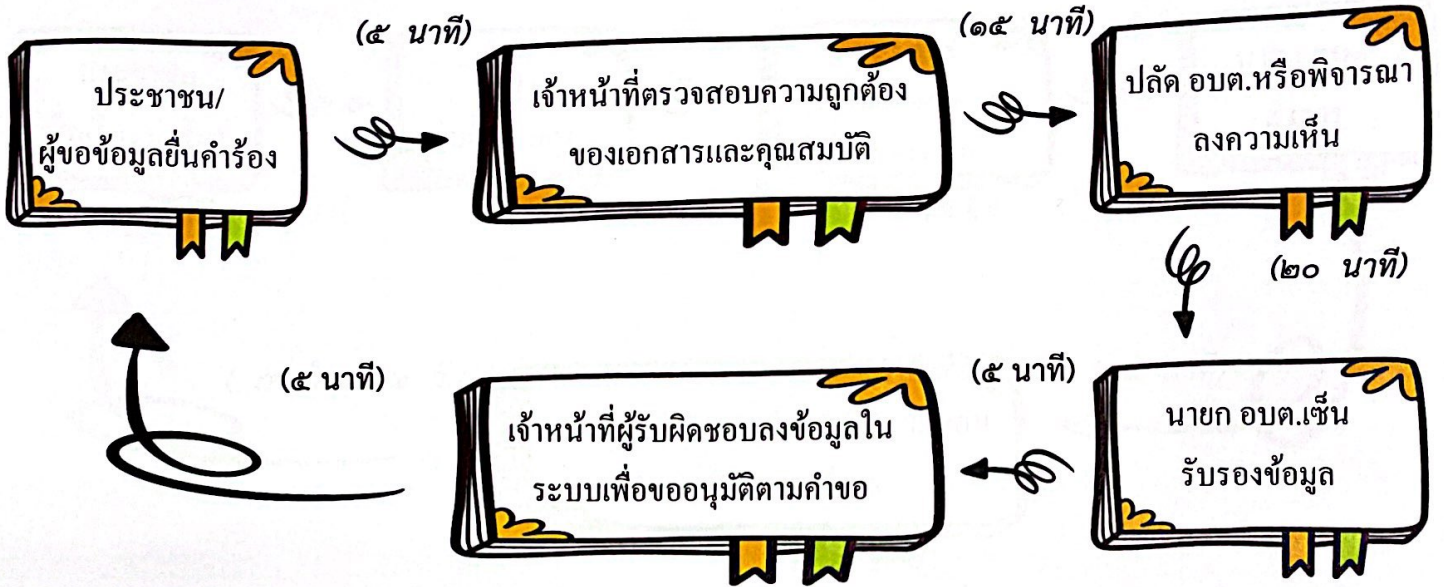 (๕ นาที)
(๑๕ นาที)
ประชาชน/
ผู้ขอข้อมูลยื่นคำร้อง
เจ้าหน้าที่ตรวจสอบความถูกต้อง
ของเอกสารและคุณสมบัติ
ปลัด อบต.หรือพิจารณา
ลงความเห็น
(๒๐ นาที)
นายก อบต.เซ็น
รับรองข้อมูล
(๕ นาที)
เจ้าหน้าที่ผู้รับผิดชอบลงข้อมูลใน
ระบบเพื่อขออนุมัติตามคำขอ
(๕ นาที)